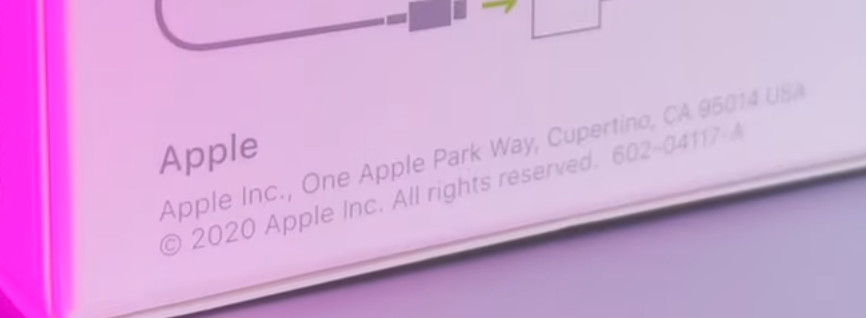 Apple
Apple Inc., One Apple Park Way, Cupertino, CA 95014 USA
© 2020 Apple Inc. All rights reserved. 602-04117-A